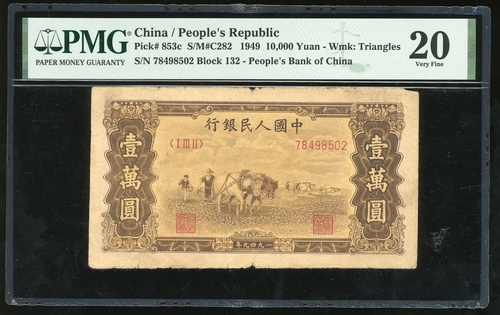 PMG
PAPER MONEY GUARANTY
China / People's Republic
Pick# 853c S/M#C282 1949 10,000 Yuan - Wmk: Triangles
S/N 78498502 Block 132 - People's Bank of China
20
Very Fine
行銀民人國中
〈I III II〉
78498502
壹萬圓
壹萬圓
年九四九一